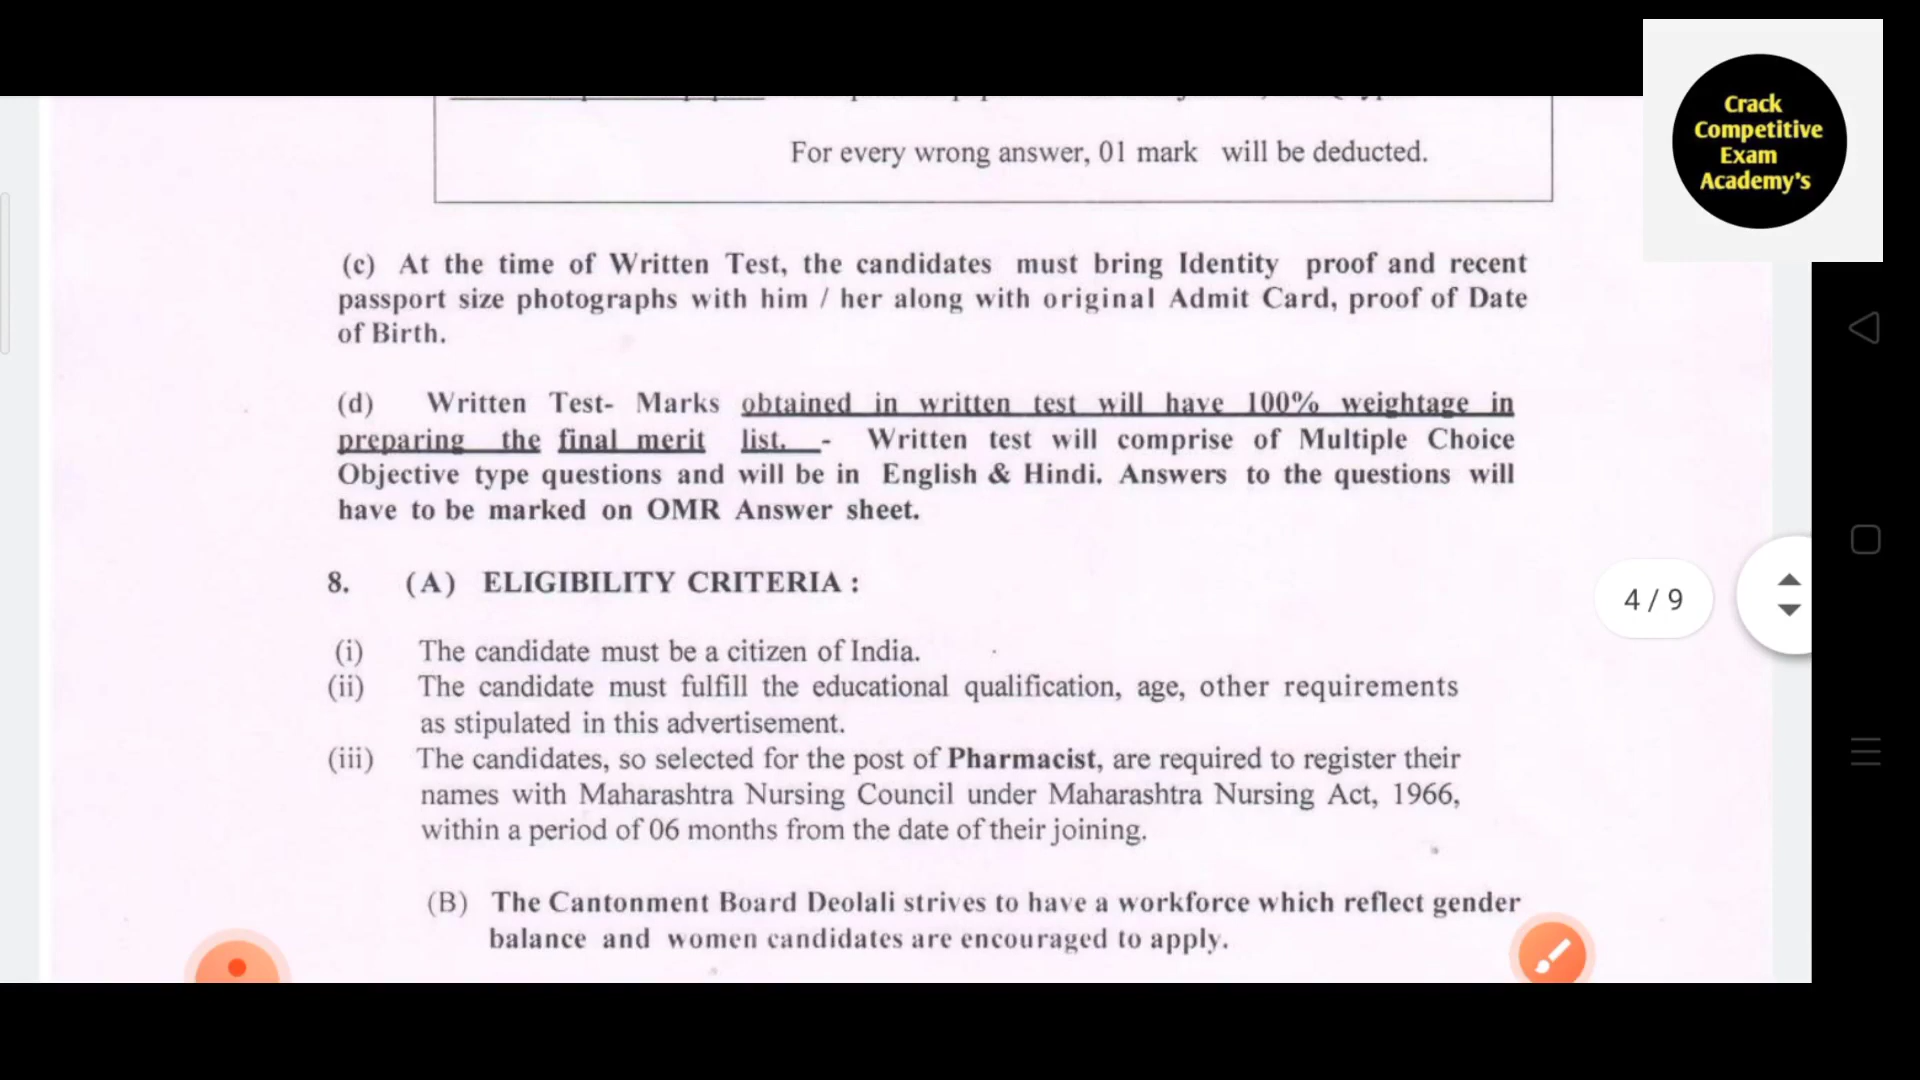 For every wrong answer, 01 mark will be deducted.
Crack
Competitive
Exam
Academy's
(c) At the time of Written Test, the candidates must bring Identity proof and recent
passport size photographs with him / her along with original Admit Card, proof of Date
of Birth.
(d) Written Test- Marks obtained in written test will have 100% weightage in
preparing the final merit list. - Written test will comprise of Multiple Choice
Objective type questions and will be in English & Hindi. Answers to the questions will
have to be marked on OMR Answer sheet.
8. (A) ELIGIBILITY CRITERIA :
(i) The candidate must be a citizen of India.
(ii) The candidate must fulfill the educational qualification, age, other requirements
as stipulated in this advertisement.
(iii) The candidates, so selected for the post of Pharmacist, are required to register their
names with Maharashtra Nursing Council under Maharashtra Nursing Act, 1966,
within a period of 06 months from the date of their joining.
(B) The Cantonment Board Deolali strives to have a workforce which reflect gender
balance and women candidates are encouraged to apply.
4 / 9